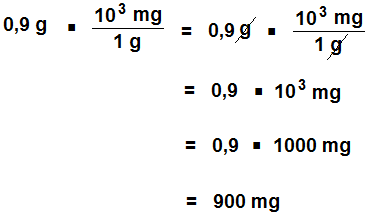 0,9 g ▪ 10³ mg / 1 g = 0,9 g ▪ 10³ mg / 1 g
= 0,9 ▪ 10³ mg
= 0,9 ▪ 1000 mg
= 900 mg